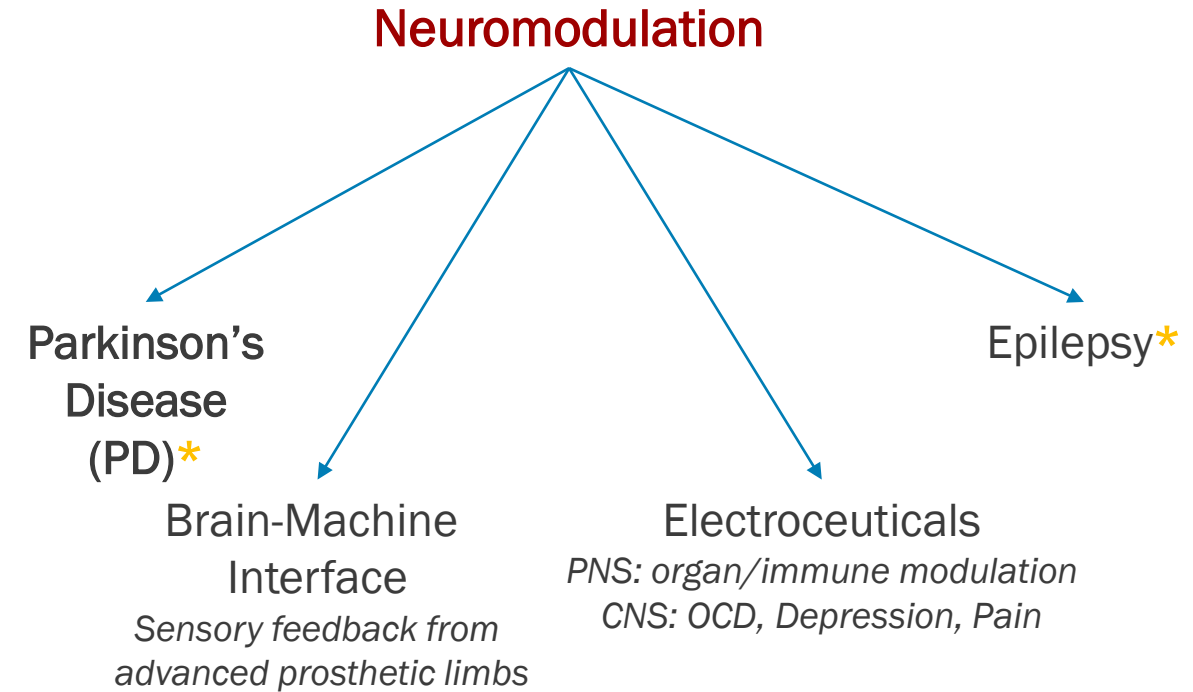 Neuromodulation
Parkinson’s
Disease
(PD)*
Epilepsy*
Brain-Machine
Interface
Sensory feedback from
advanced prosthetic limbs
Electroceuticals
PNS: organ/immune modulation
CNS: OCD, Depression, Pain